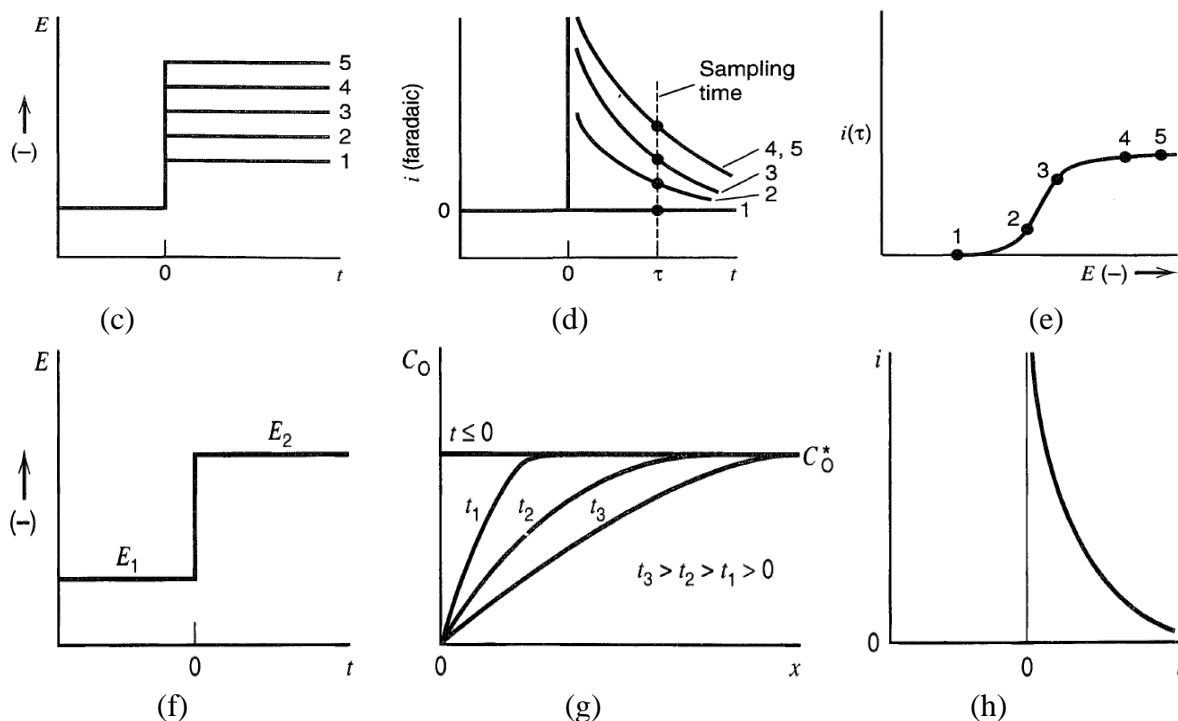 E
(–)
5
4
3
2
1
0
t
(c)
i (faradaic)
0
Sampling
time
4, 5
3
2
1
0
τ
t
(d)
i(τ)
1
2
3
4
5
E (–)
(e)
E
(–)
E1
E2
0
t
(f)
CO
t ≤ 0
CO*
t1
t2
t3
t3 > t2 > t1 > 0
0
x
(g)
i
0
0
(h)